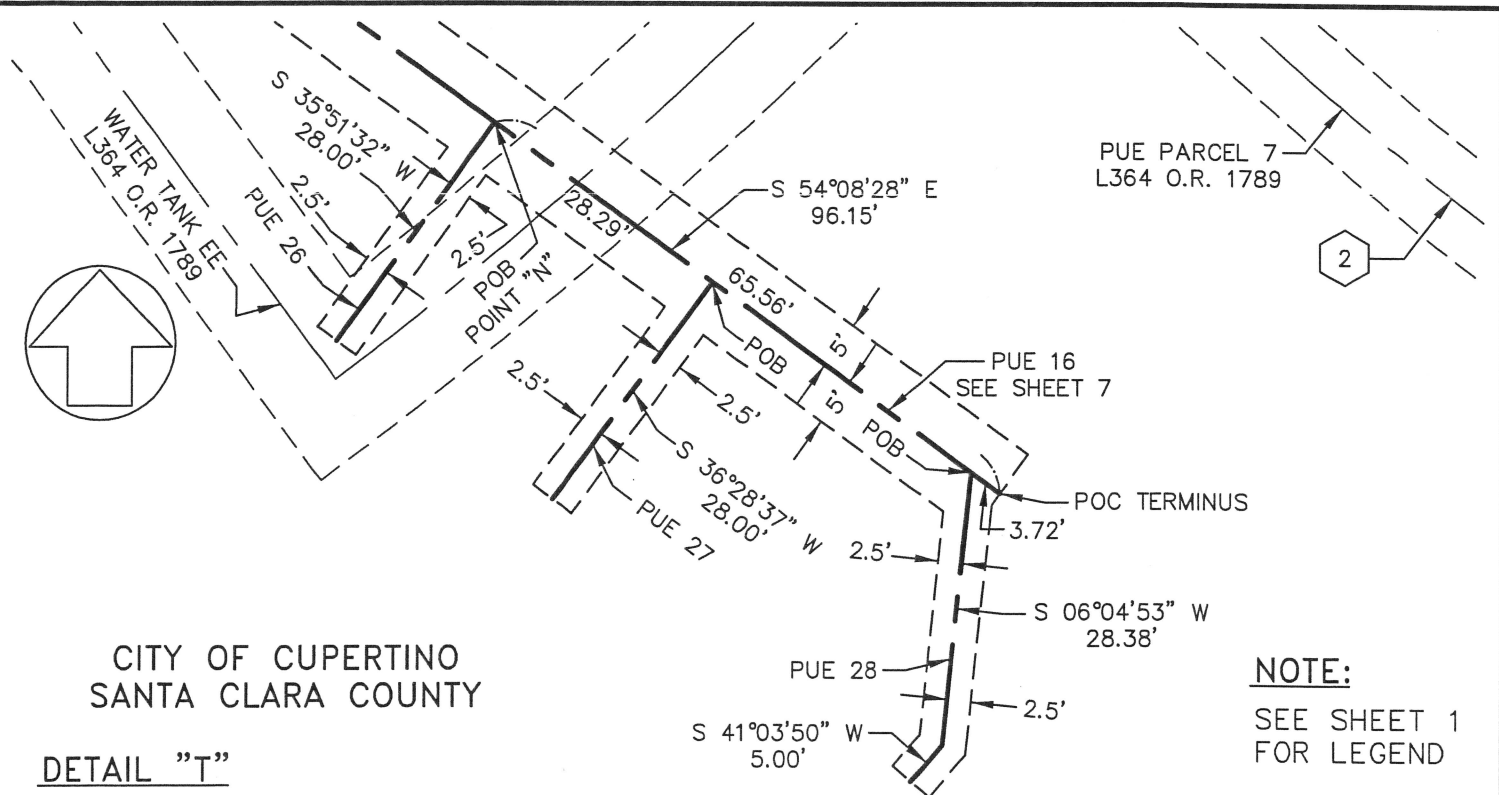 S 35°51'32" W
28.00'
WATER TANK EE
L364 O.R. 1789
2.5'
PUE 26
2.5'
POB
POINT "N"
28.29'
S 54°08'28" E
96.15'
PUE PARCEL 7
L364 O.R. 1789
2
65.56'
POB
5'
5'
PUE 16
SEE SHEET 7
2.5'
2.5'
S 36°28'37" W
28.00'
PUE 27
POB
POC TERMINUS
3.72'
2.5'
S 06°04'53" W
28.38'
PUE 28
2.5'
S 41°03'50" W
5.00'
CITY OF CUPERTINO
SANTA CLARA COUNTY
DETAIL "T"
NOTE:
SEE SHEET 1
FOR LEGEND